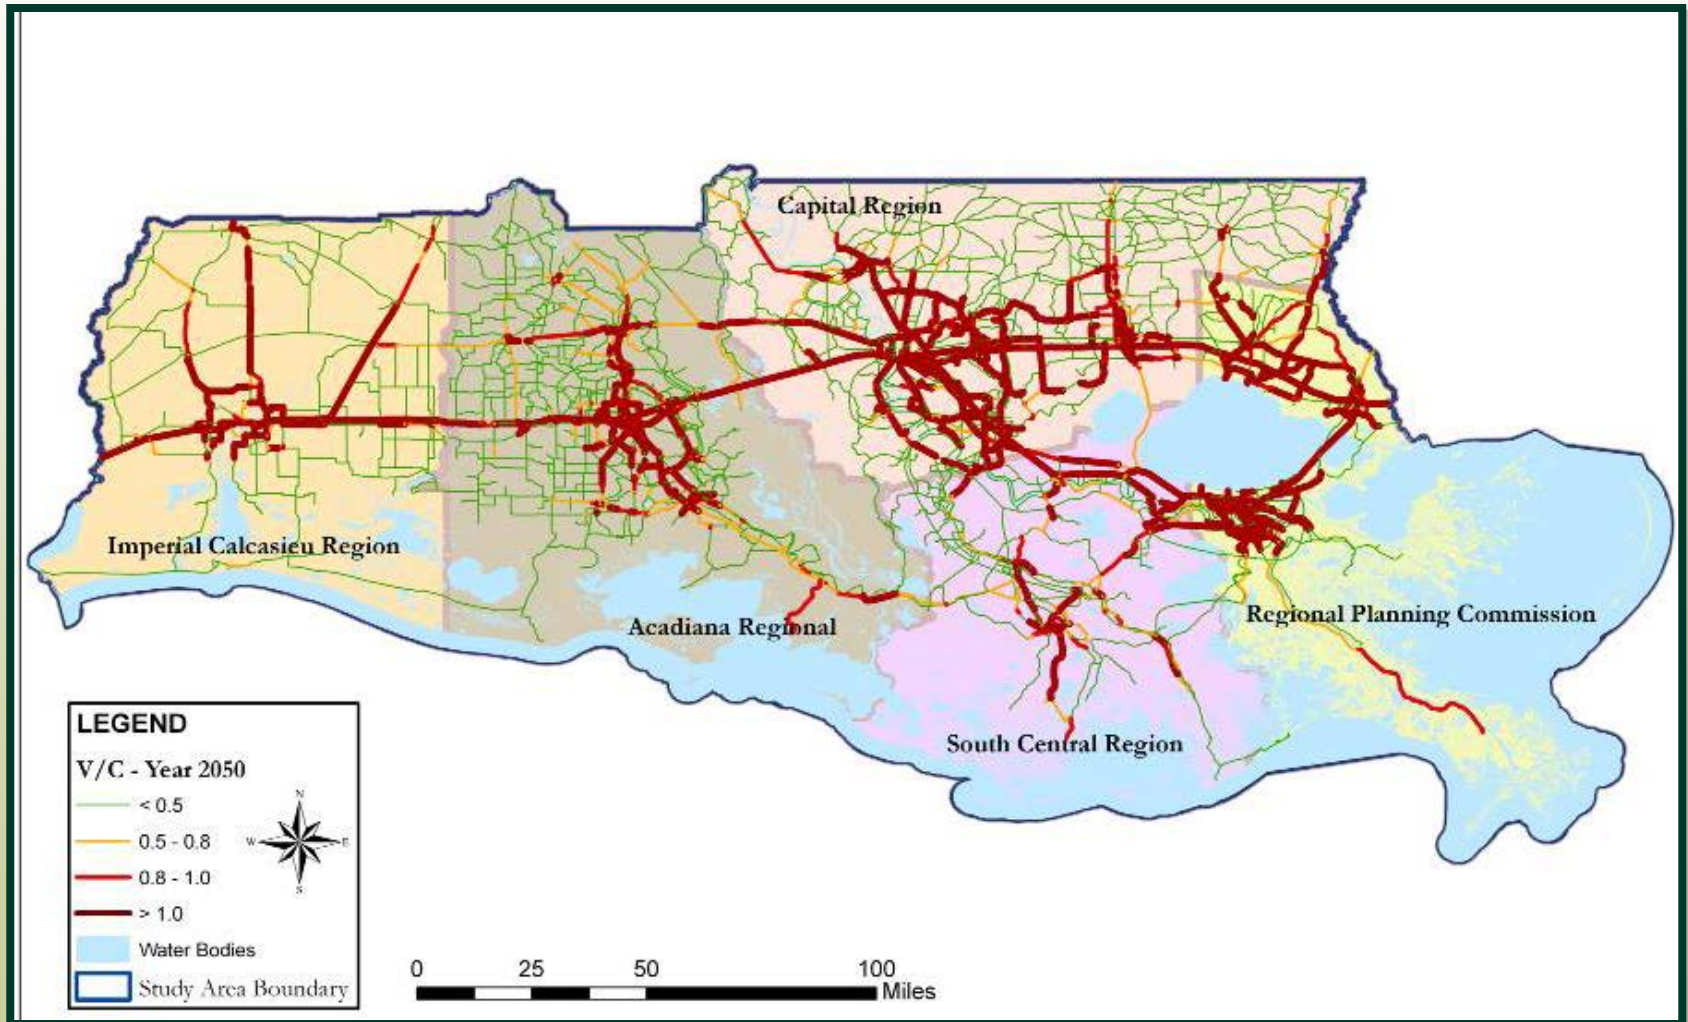 Capital Region
Imperial Calcasieu Region
Acadiana Regional
Regional Planning Commission
South Central Region
LEGEND
V/C - Year 2050
< 0.5
0.5 - 0.8
0.8 - 1.0
> 1.0
Water Bodies
Study Area Boundary
N
W E
S
0 25 50 100
Miles